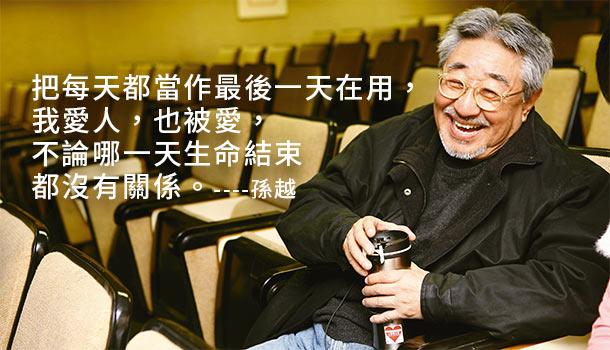 把每天都當作最後一天在用，
我愛人，也被愛，
不論哪一天生命結束
都沒有關係。----孫越